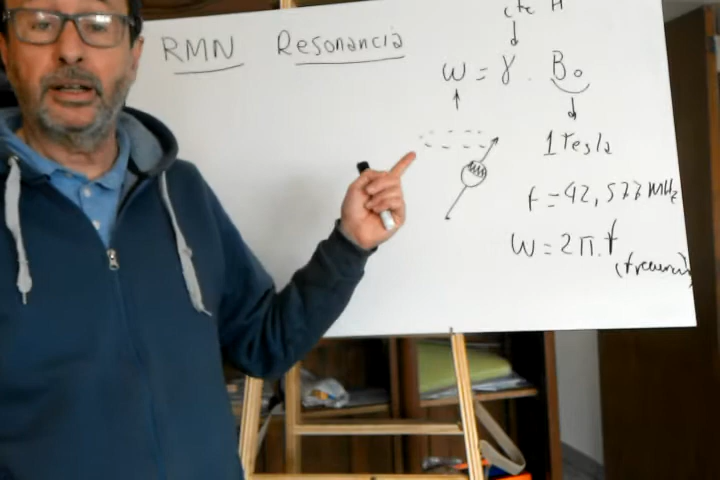 cte H
RMN Resonancia
ω = γ . B₀
1 Tesla
f = 42,577 MHz
W = 2π.f
(frecuencia)